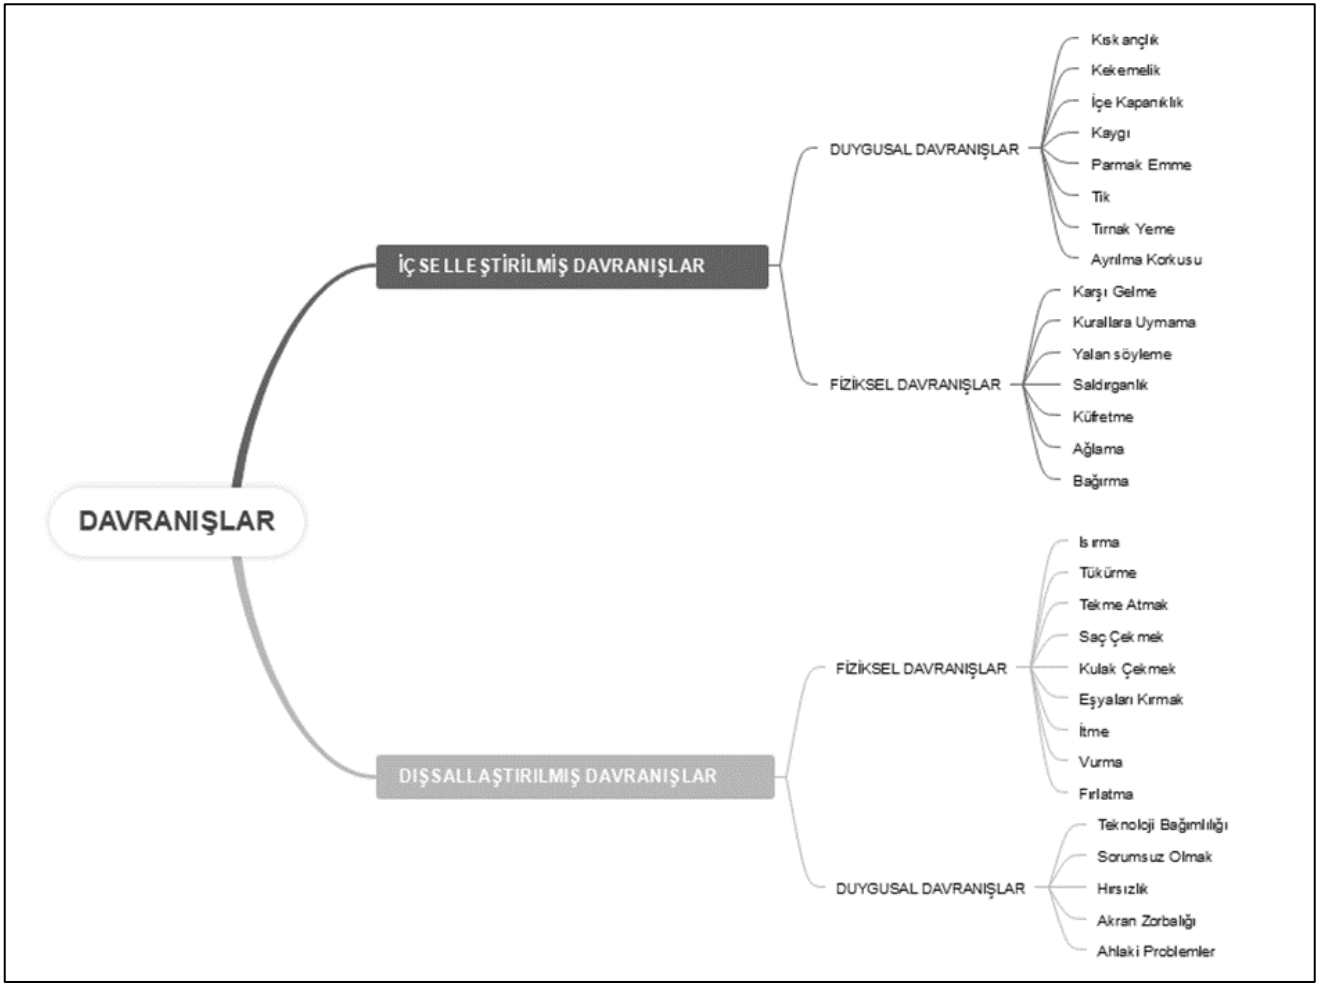 DAVRANIŞLAR
İÇSELLEŞTİRİLMİŞ DAVRANIŞLAR
DUYGUSAL DAVRANIŞLAR
Kıskançlık
Kekemelik
İçe Kapanıklık
Kaygı
Parmak Emme
Tik
Tırnak Yeme
Ayrılma Korkusu
FİZİKSEL DAVRANIŞLAR
Karşı Gelme
Kurallara Uymama
Yalan söyleme
Saldırganlık
Küfretme
Ağlama
Bağırma
DIŞSALLAŞTIRILMIŞ DAVRANIŞLAR
FİZİKSEL DAVRANIŞLAR
Isırma
Tükürme
Tekme Atmak
Saç Çekmek
Kulak Çekmek
Eşyaları Kırmak
İtme
Vurma
Fırlatma
DUYGUSAL DAVRANIŞLAR
Teknoloji Bağımlılığı
Sorumsuz Olmak
Hırsızlık
Akran Zorbalığı
Ahlaki Problemler